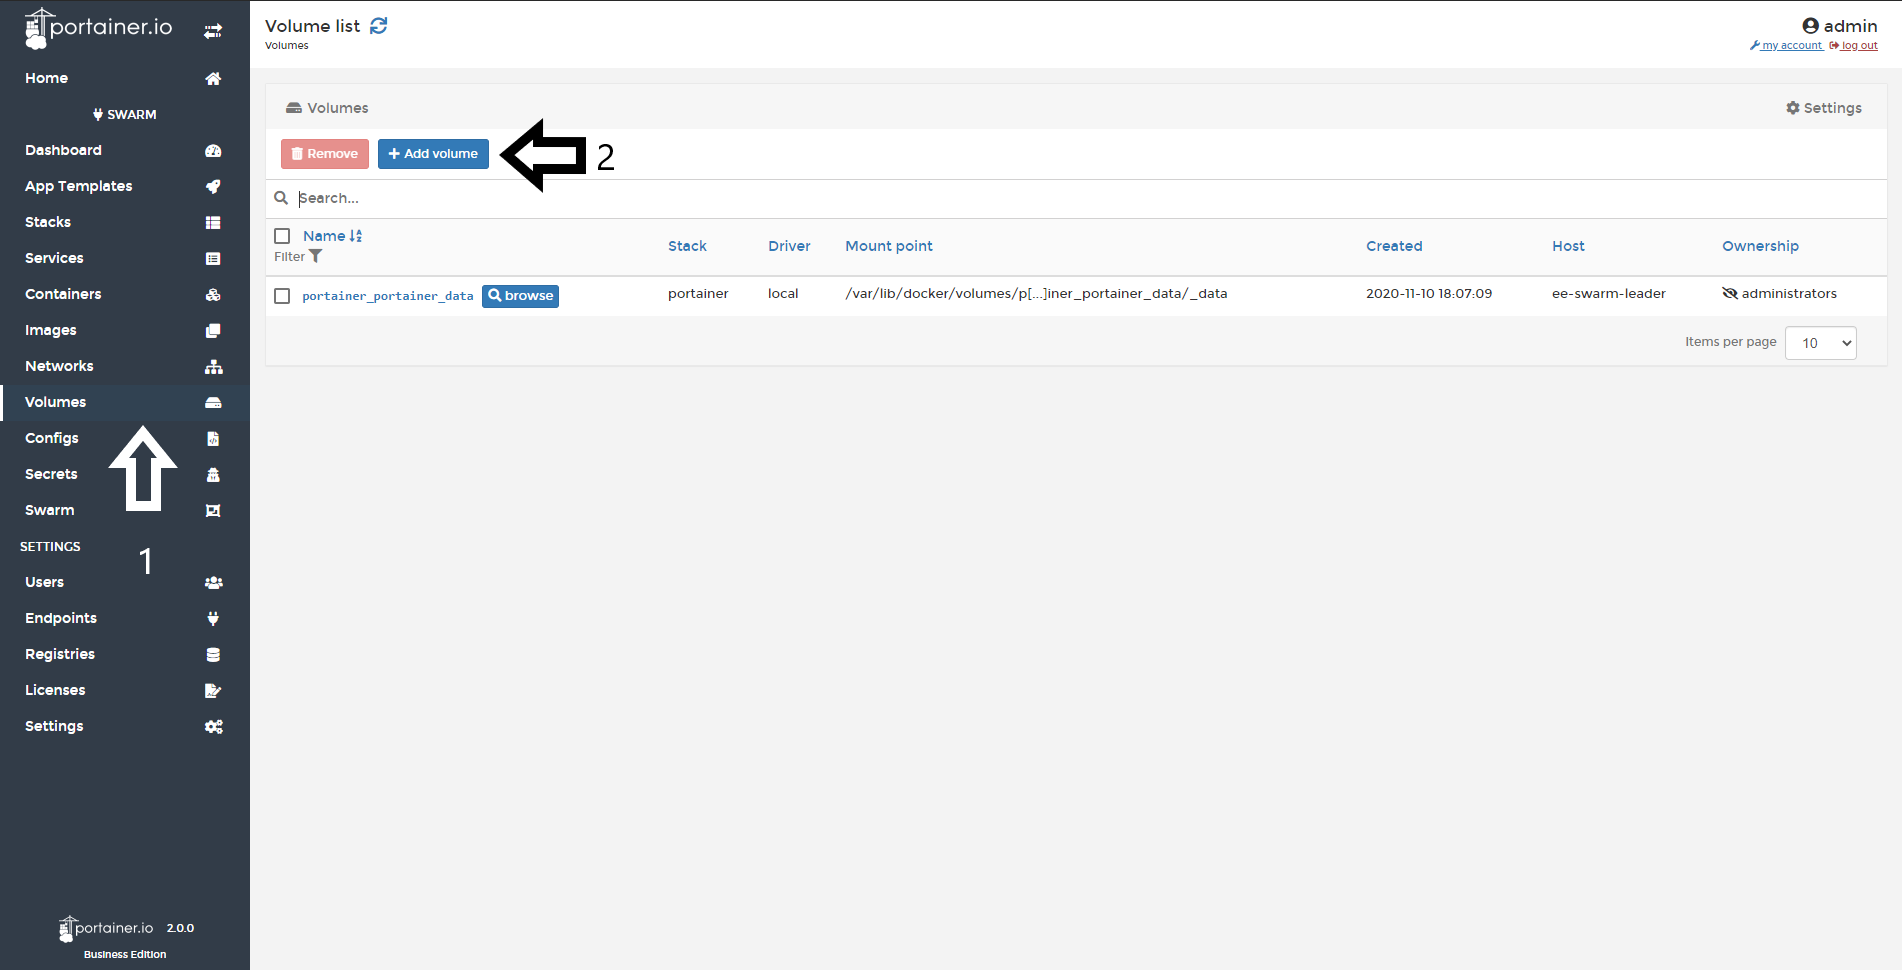 portainer.io
Home
SWARM
Dashboard
App Templates
Stacks
Services
Containers
Images
Networks
Volumes
Configs
Secrets
Swarm
1
SETTINGS
Users
Endpoints
Registries
Licenses
Settings
portainer.io 2.0.0
Business Edition
Volume list
Volumes
admin
my account log out
Volumes
Settings
Remove + Add volume 2
Search...
Name Stack Driver Mount point Created Host Ownership
Filter
portainer_portainer_data browse portainer local /var/lib/docker/volumes/p[...]iner_portainer_data/_data 2020-11-10 18:07:09 ee-swarm-leader administrators
Items per page 10